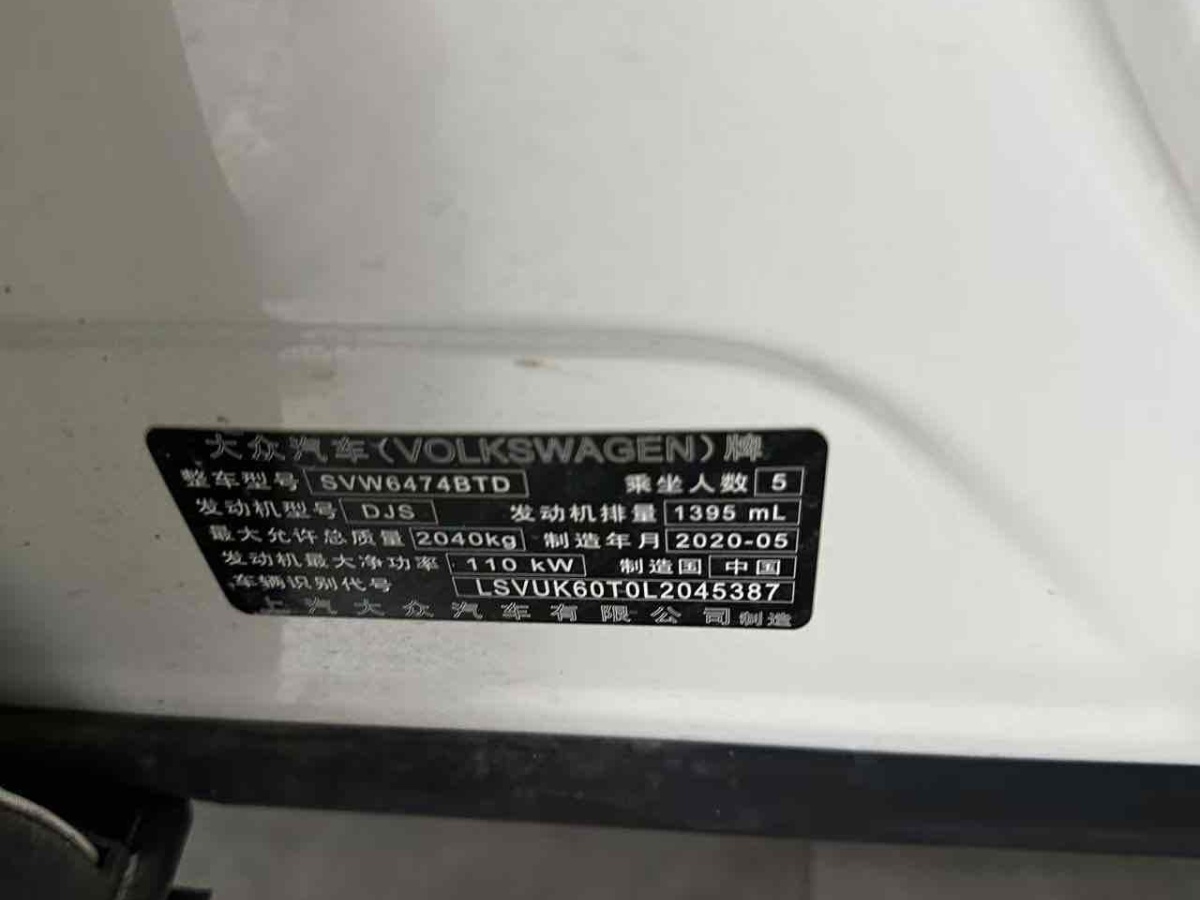 大众汽车(VOLKSWAGEN)牌
整车型号 SVW6474BTD 乘坐人数 5
发动机型号 DJS 发动机排量 1395 mL
最大允许总质量 2040kg 制造年月 2020-05
发动机最大净功率 110 kW 制造国 中国
车辆识别代号 LSVUK60T0L2045387
上汽大众汽车有限公司 制造